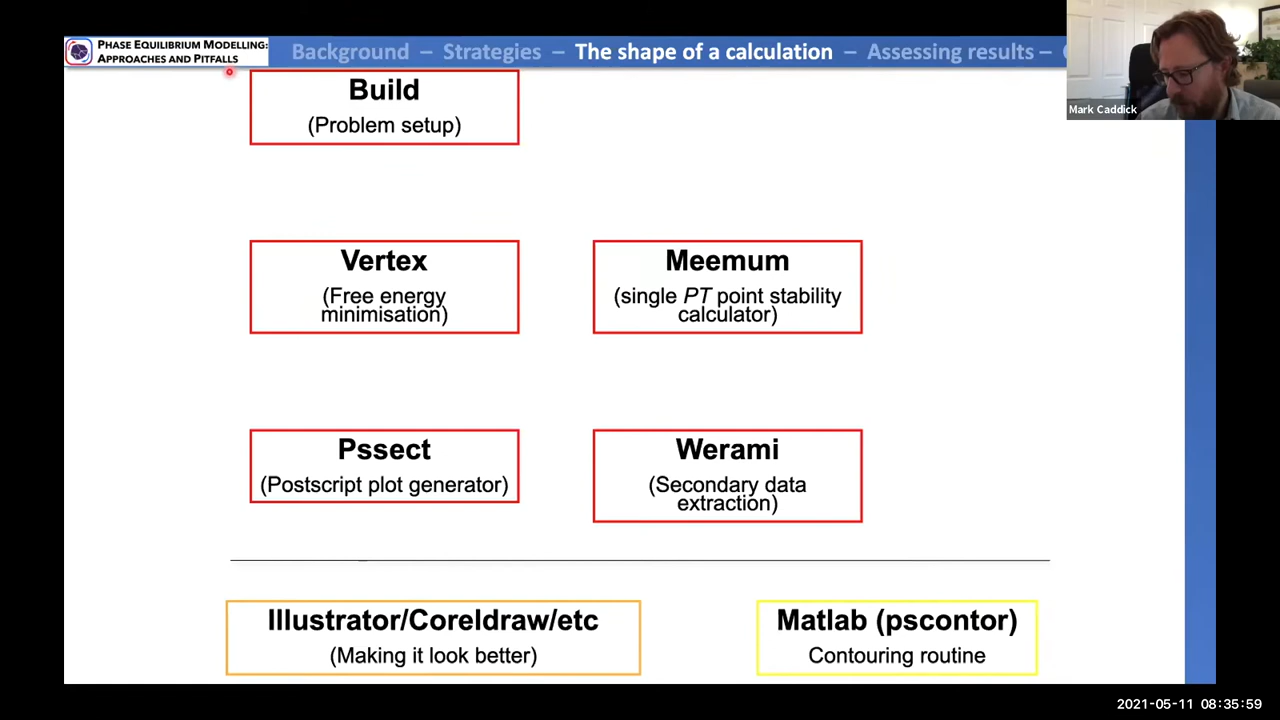 PHASE EQUILIBRIUM MODELLING:
APPROACHES AND PITFALLS
Background – Strategies – The shape of a calculation – Assessing results –
Mark Caddick
Build
(Problem setup)
Vertex
(Free energy
minimisation)
Meemum
(single PT point stability
calculator)
Pssect
(Postscript plot generator)
Werami
(Secondary data
extraction)
Illustrator/Coreldraw/etc
(Making it look better)
Matlab (pscontor)
Contouring routine
2021-05-11 08:35:59